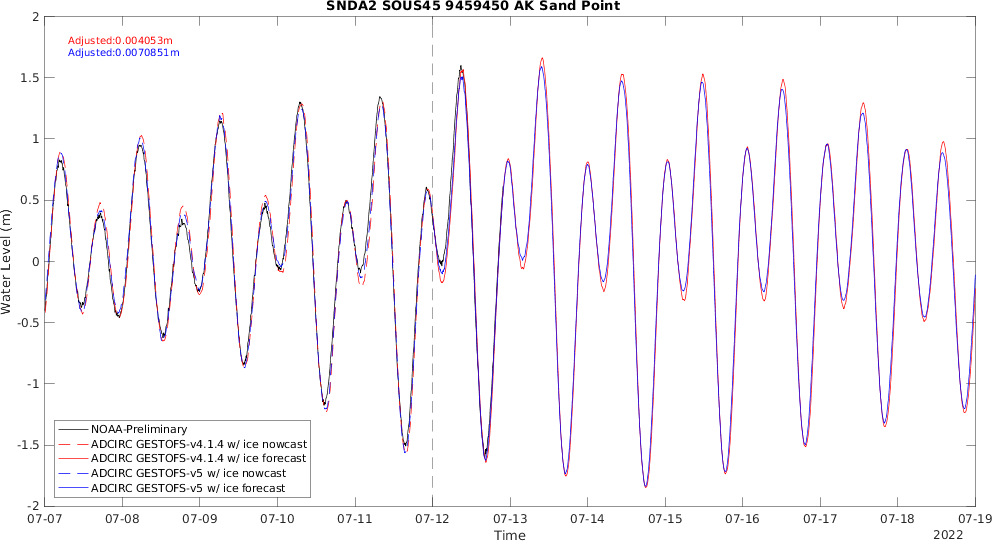 SNDA2 SOUS45 9459450 AK Sand Point
2
Adjusted:0.004053m
Adjusted:0.0070851m
1.5
1
0.5
0
-0.5
-1
-1.5
-2
Water Level (m)
NOAA-Preliminary
ADCIRC GESTOFS-v4.1.4 w/ ice nowcast
ADCIRC GESTOFS-v4.1.4 w/ ice forecast
ADCIRC GESTOFS-v5 w/ ice nowcast
ADCIRC GESTOFS-v5 w/ ice forecast
07-07 07-08 07-09 07-10 07-11 07-12 07-13 07-14 07-15 07-16 07-17 07-18 07-19
Time
2022